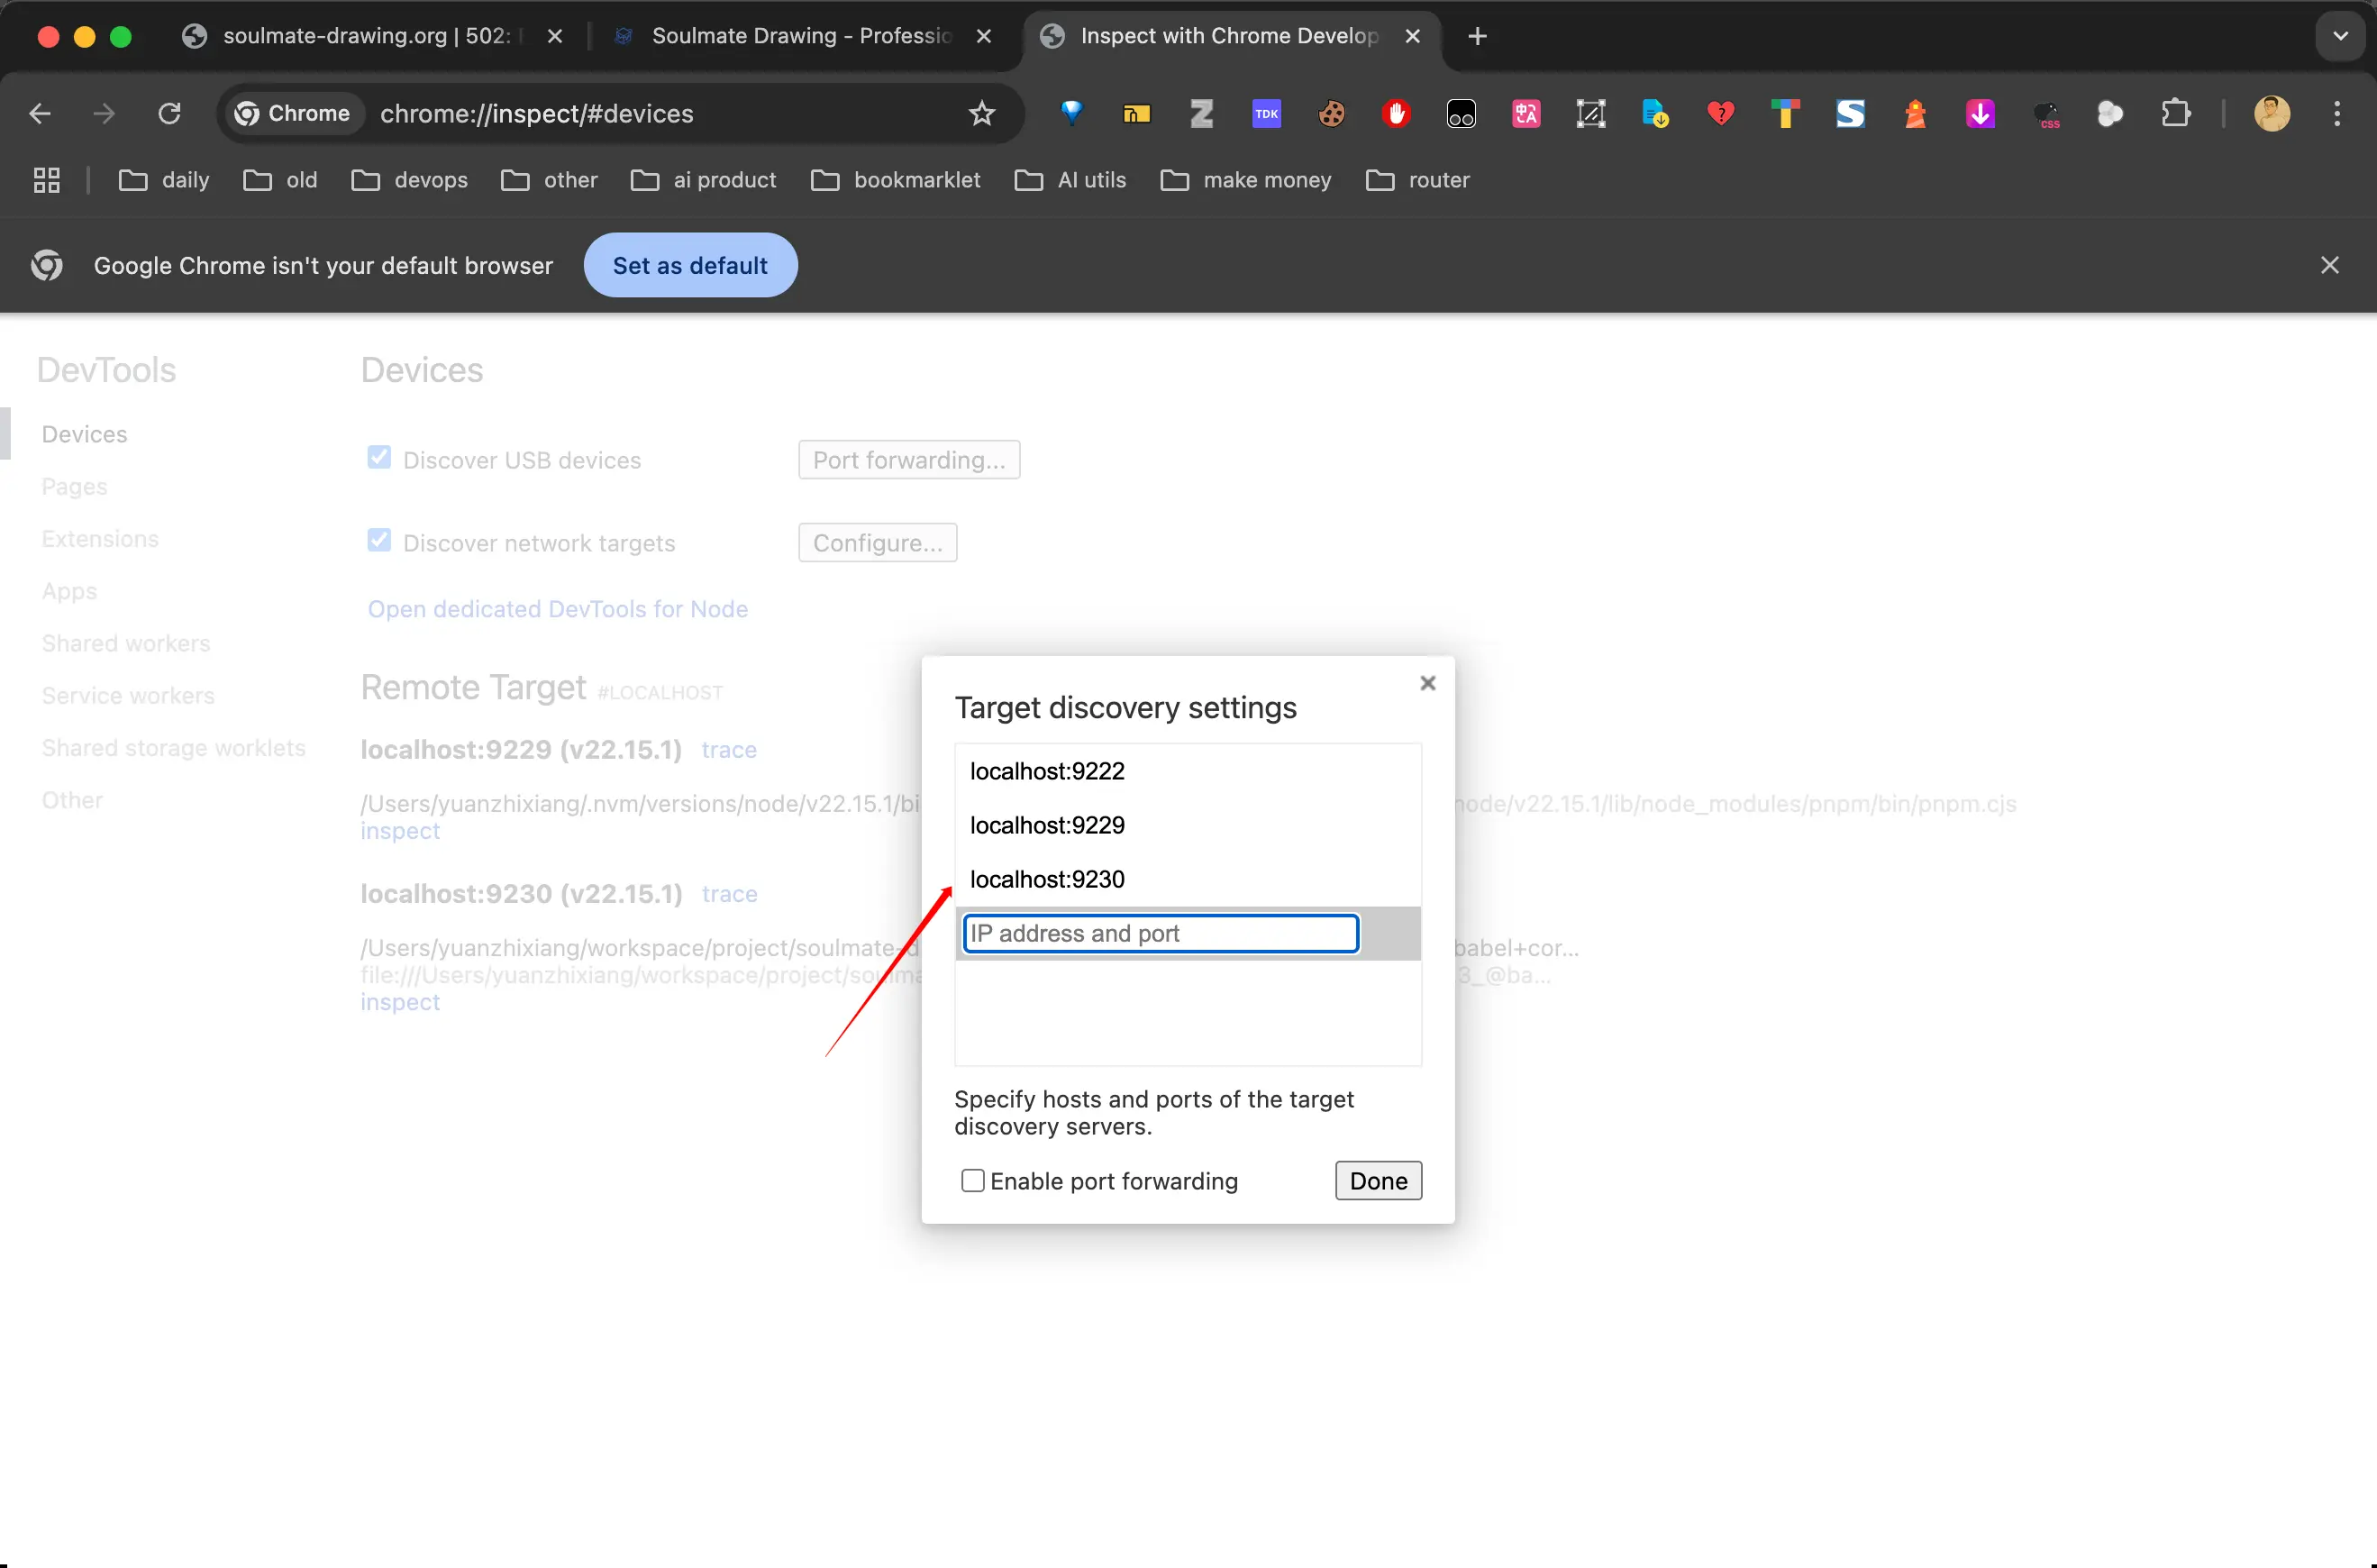 soulmate-drawing.org | 502:
Soulmate Drawing - Professio
Inspect with Chrome Develop
Chrome
chrome://inspect/#devices
TDK
css
daily
old
devops
other
ai product
bookmarklet
AI utils
make money
router
Google Chrome isn't your default browser
Set as default
DevTools
Devices
Pages
Extensions
Apps
Shared workers
Service workers
Shared storage worklets
Other
Devices
Discover USB devices
Port forwarding...
Discover network targets
Configure...
Open dedicated DevTools for Node
Remote Target #LOCALHOST
localhost:9229 (v22.15.1) trace
/Users/yuanzhixiang/.nvm/versions/node/v22.15.1/bi node/v22.15.1/lib/node_modules/pnpm/bin/pnpm.cjs
inspect
localhost:9230 (v22.15.1) trace
/Users/yuanzhixiang/workspace/project/soulmate-d babel+cor...
file:///Users/yuanzhixiang/workspace/project/soulma 3_@ba...
inspect
Target discovery settings
localhost:9222
localhost:9229
localhost:9230
IP address and port
Specify hosts and ports of the target
discovery servers.
Enable port forwarding
Done